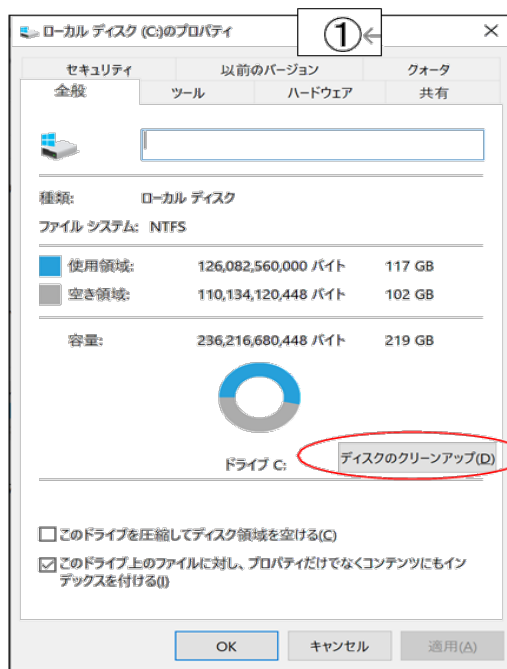 ローカル ディスク (C:)のプロパティ
①←
セキュリティ 以前のバージョン クォータ
全般 ツール ハードウェア 共有
種類: ローカル ディスク
ファイル システム: NTFS
使用領域: 126,082,560,000 バイト 117 GB
空き領域: 110,134,120,448 バイト 102 GB
容量: 236,216,680,448 バイト 219 GB
ドライブ C:
ディスクのクリーンアップ(D)
このドライブを圧縮してディスク領域を空ける(C)
このドライブ上のファイルに対し、プロパティだけでなくコンテンツにもイン
デックスを付ける(I)
OK キャンセル 適用(A)